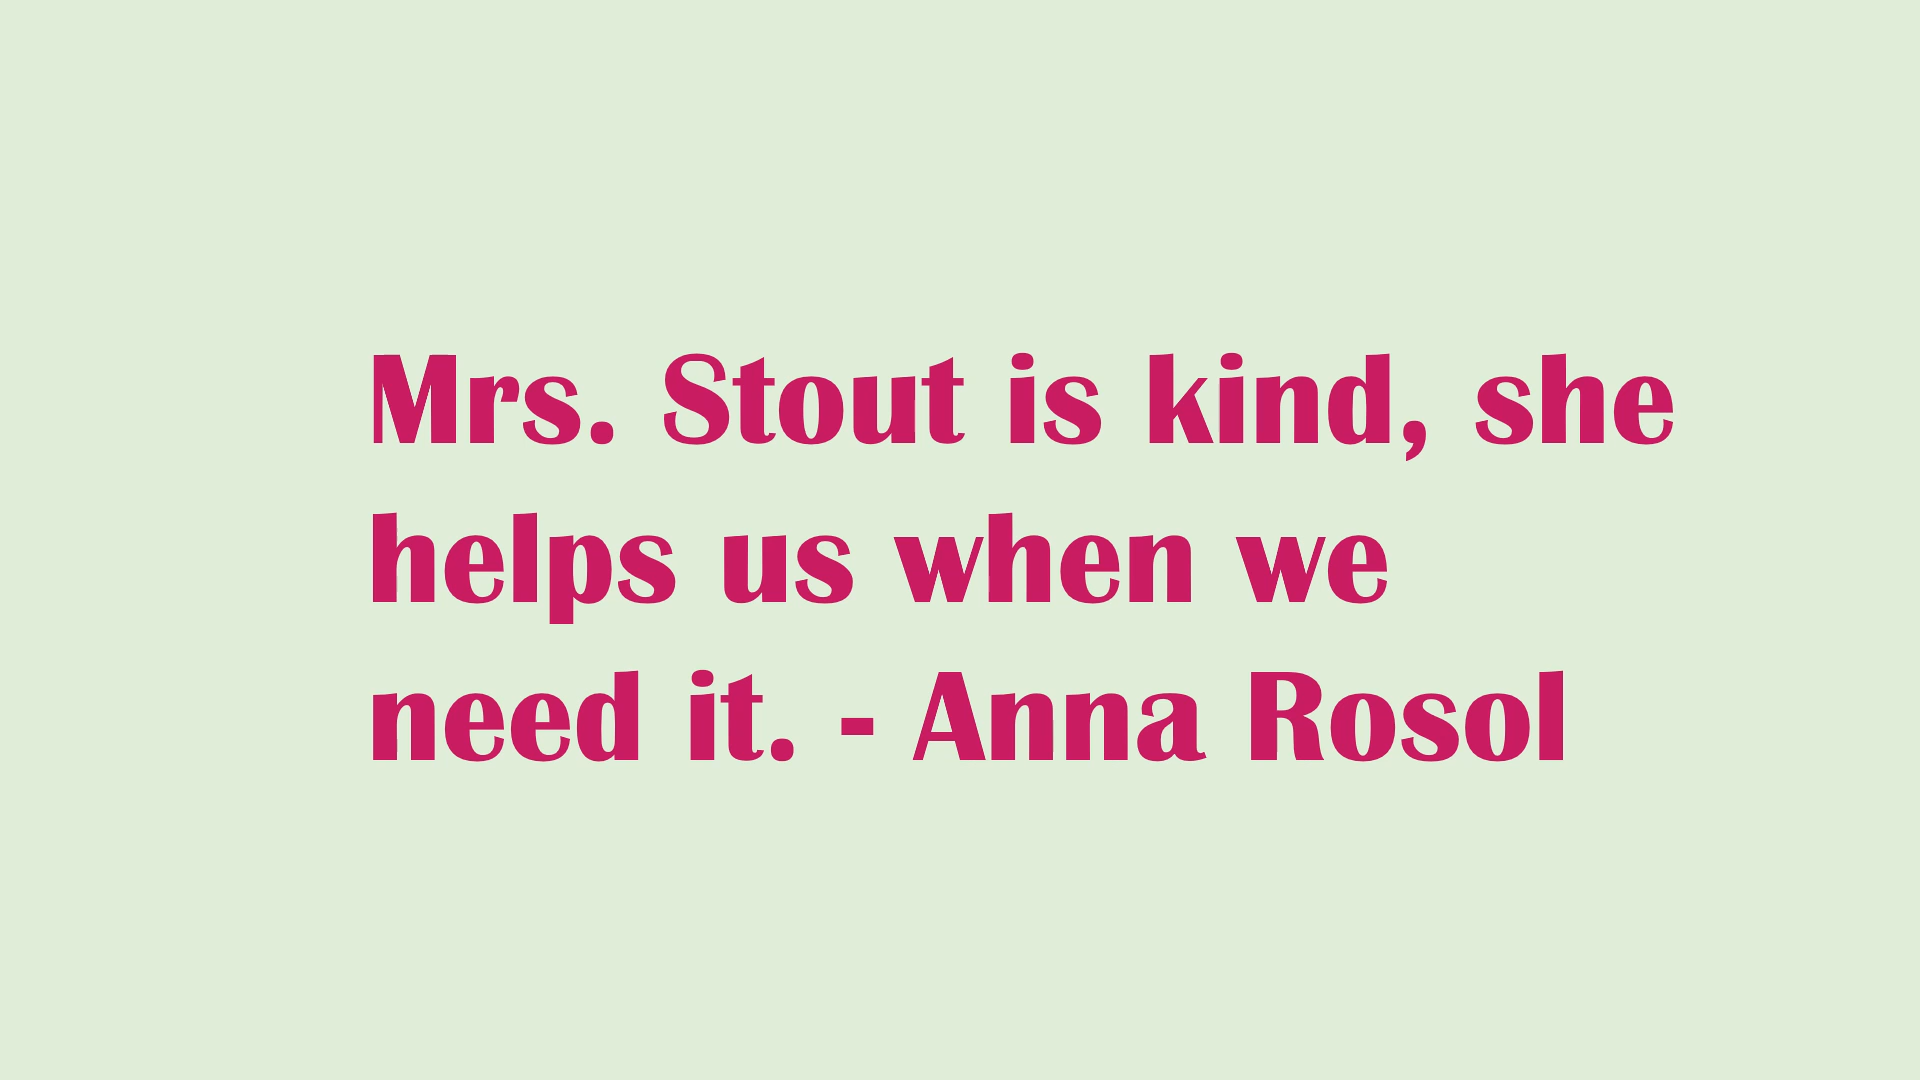 Mrs. Stout is kind, she
helps us when we
need it. - Anna Rosol